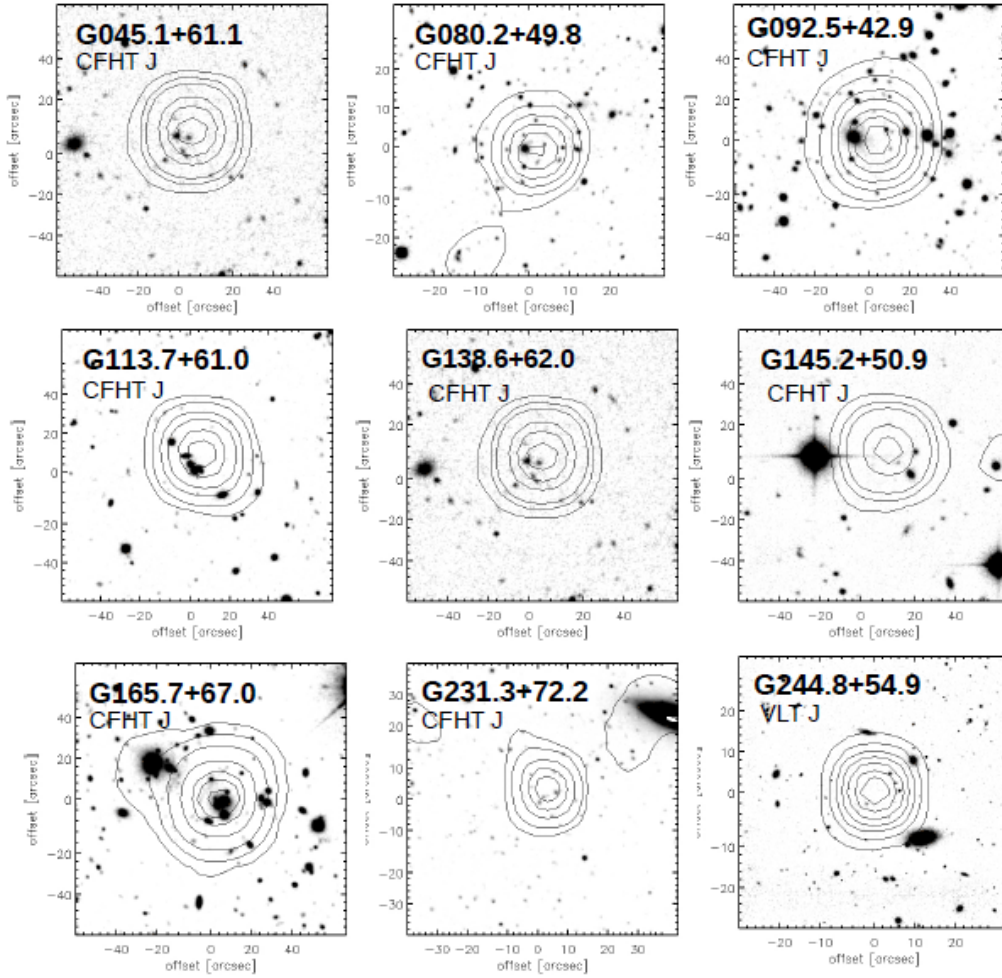 G045.1+61.1
CFHT J
offset [arcsec]
40
20
0
−20
−40
−40 −20 0 20 40
offset [arcsec]
G080.2+49.8
CFHT J
offset [arcsec]
20
10
0
−10
−20
−20 −10 0 10 20
offset [arcsec]
G092.5+42.9
CFHT J
offset [arcsec]
40
20
0
−20
−40
−40 −20 0 20 40
offset [arcsec]
G113.7+61.0
CFHT J
offset [arcsec]
40
20
0
−20
−40
−40 −20 0 20 40
offset [arcsec]
G138.6+62.0
CFHT J
offset [arcsec]
40
20
0
−20
−40
−40 −20 0 20 40
offset [arcsec]
G145.2+50.9
CFHT J
offset [arcsec]
40
20
0
−20
−40
−40 −20 0 20 40
offset [arcsec]
G165.7+67.0
CFHT J
offset [arcsec]
40
20
0
−20
−40
−40 −20 0 20 40
offset [arcsec]
G231.3+72.2
CFHT J
30
20
10
0
−10
−30
−30 −20 −10 0 10 30
offset [arcsec]
G244.8+54.9
VLT J
20
10
0
−10
−20
−20 −10 0 10 20
offset [arcsec]